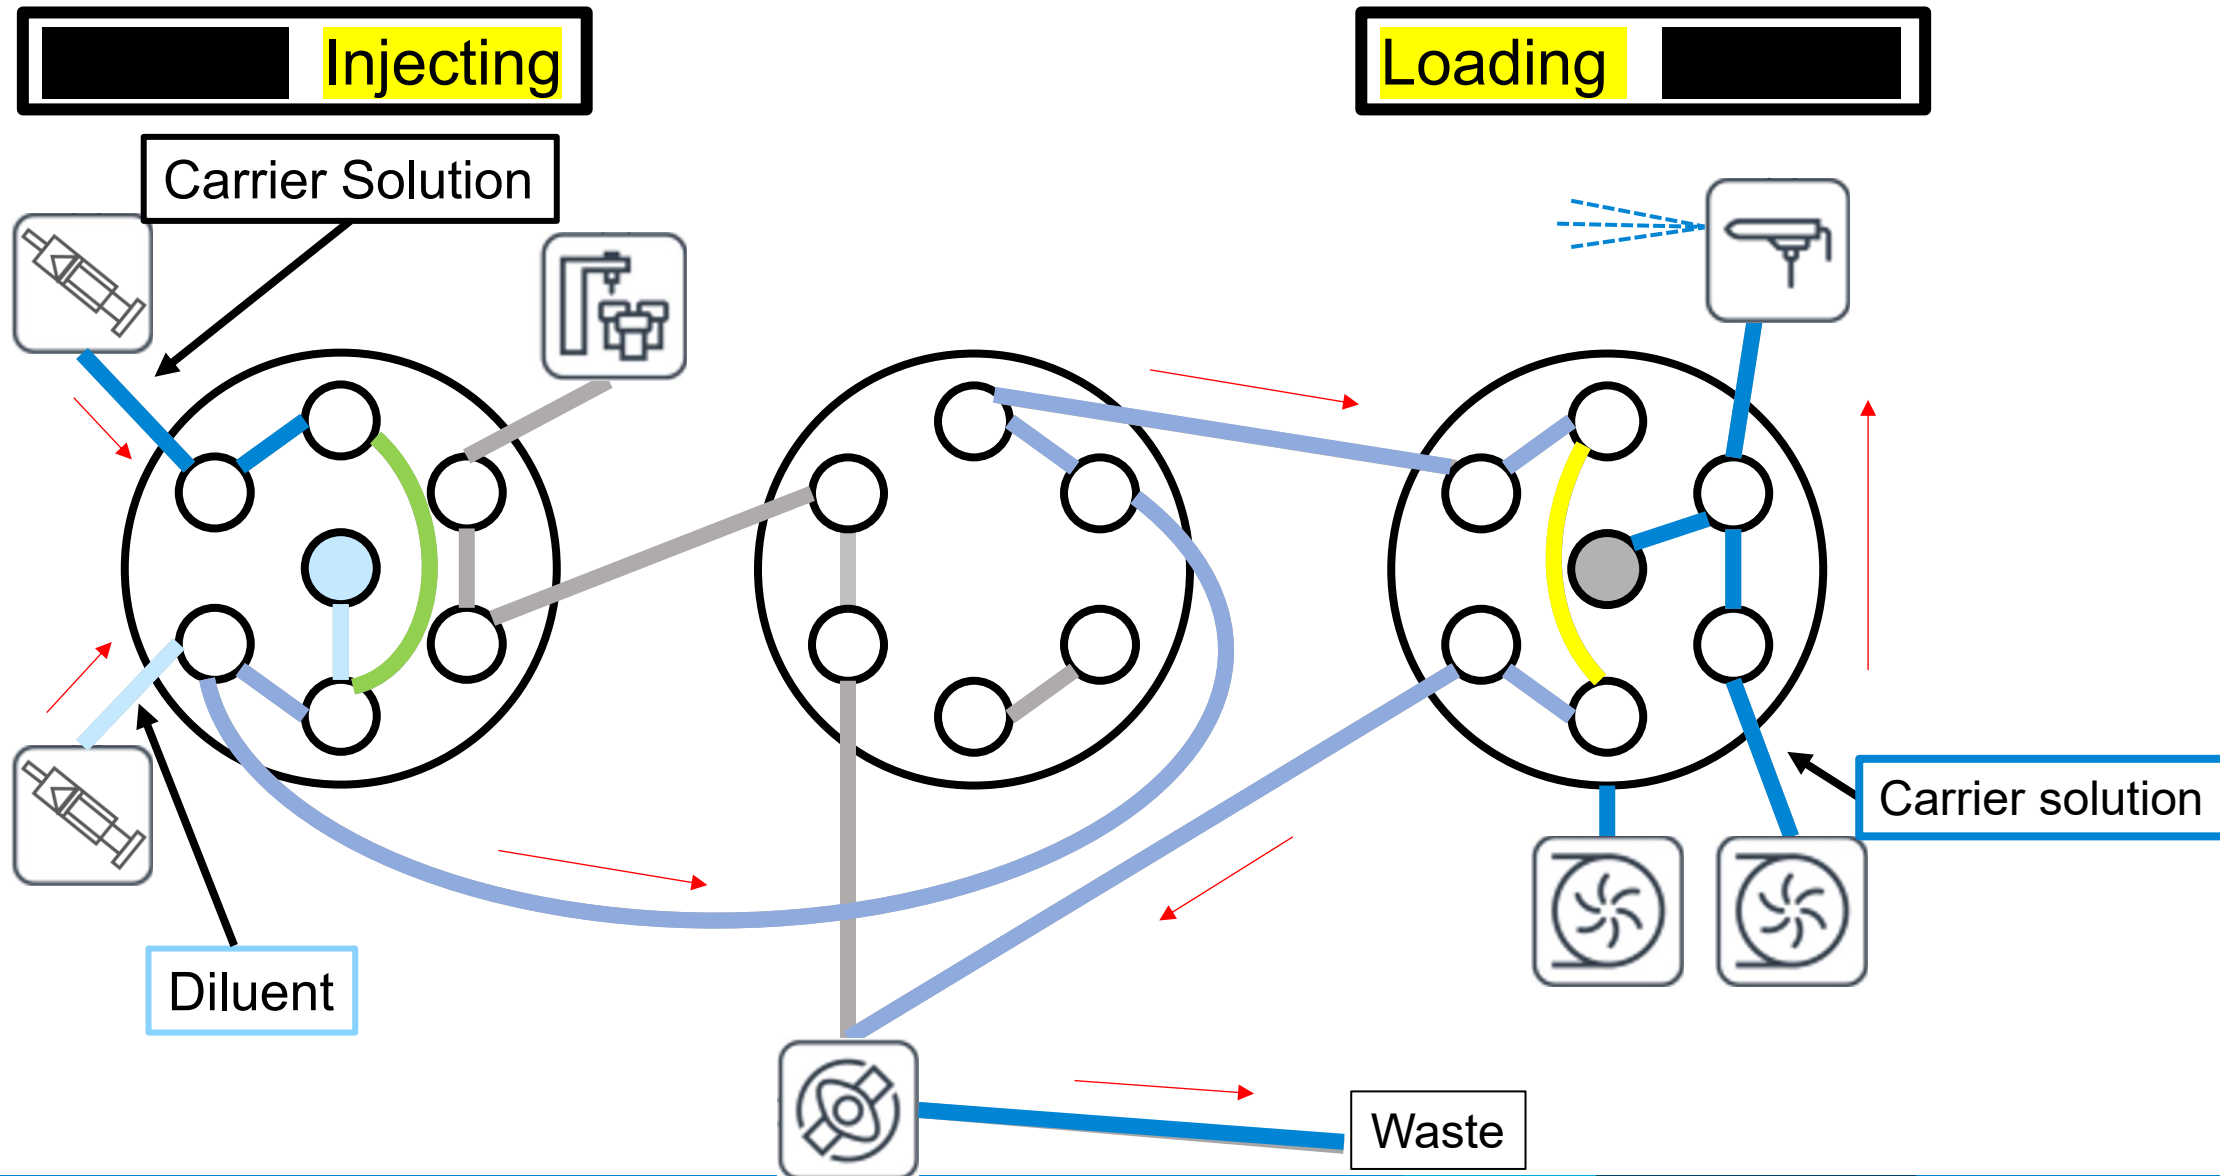 Injecting
Loading
Carrier Solution
Carrier solution
Diluent
Waste